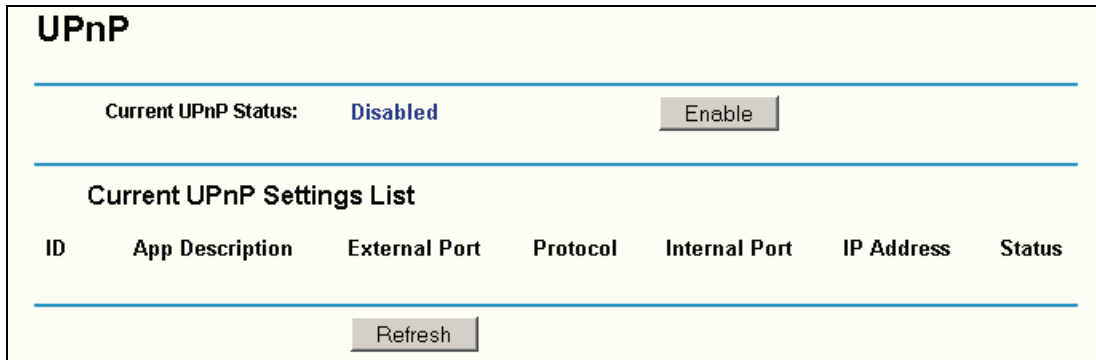 UPnP
Current UPnP Status: Disabled Enable
Current UPnP Settings List
ID App Description External Port Protocol Internal Port IP Address Status
Refresh